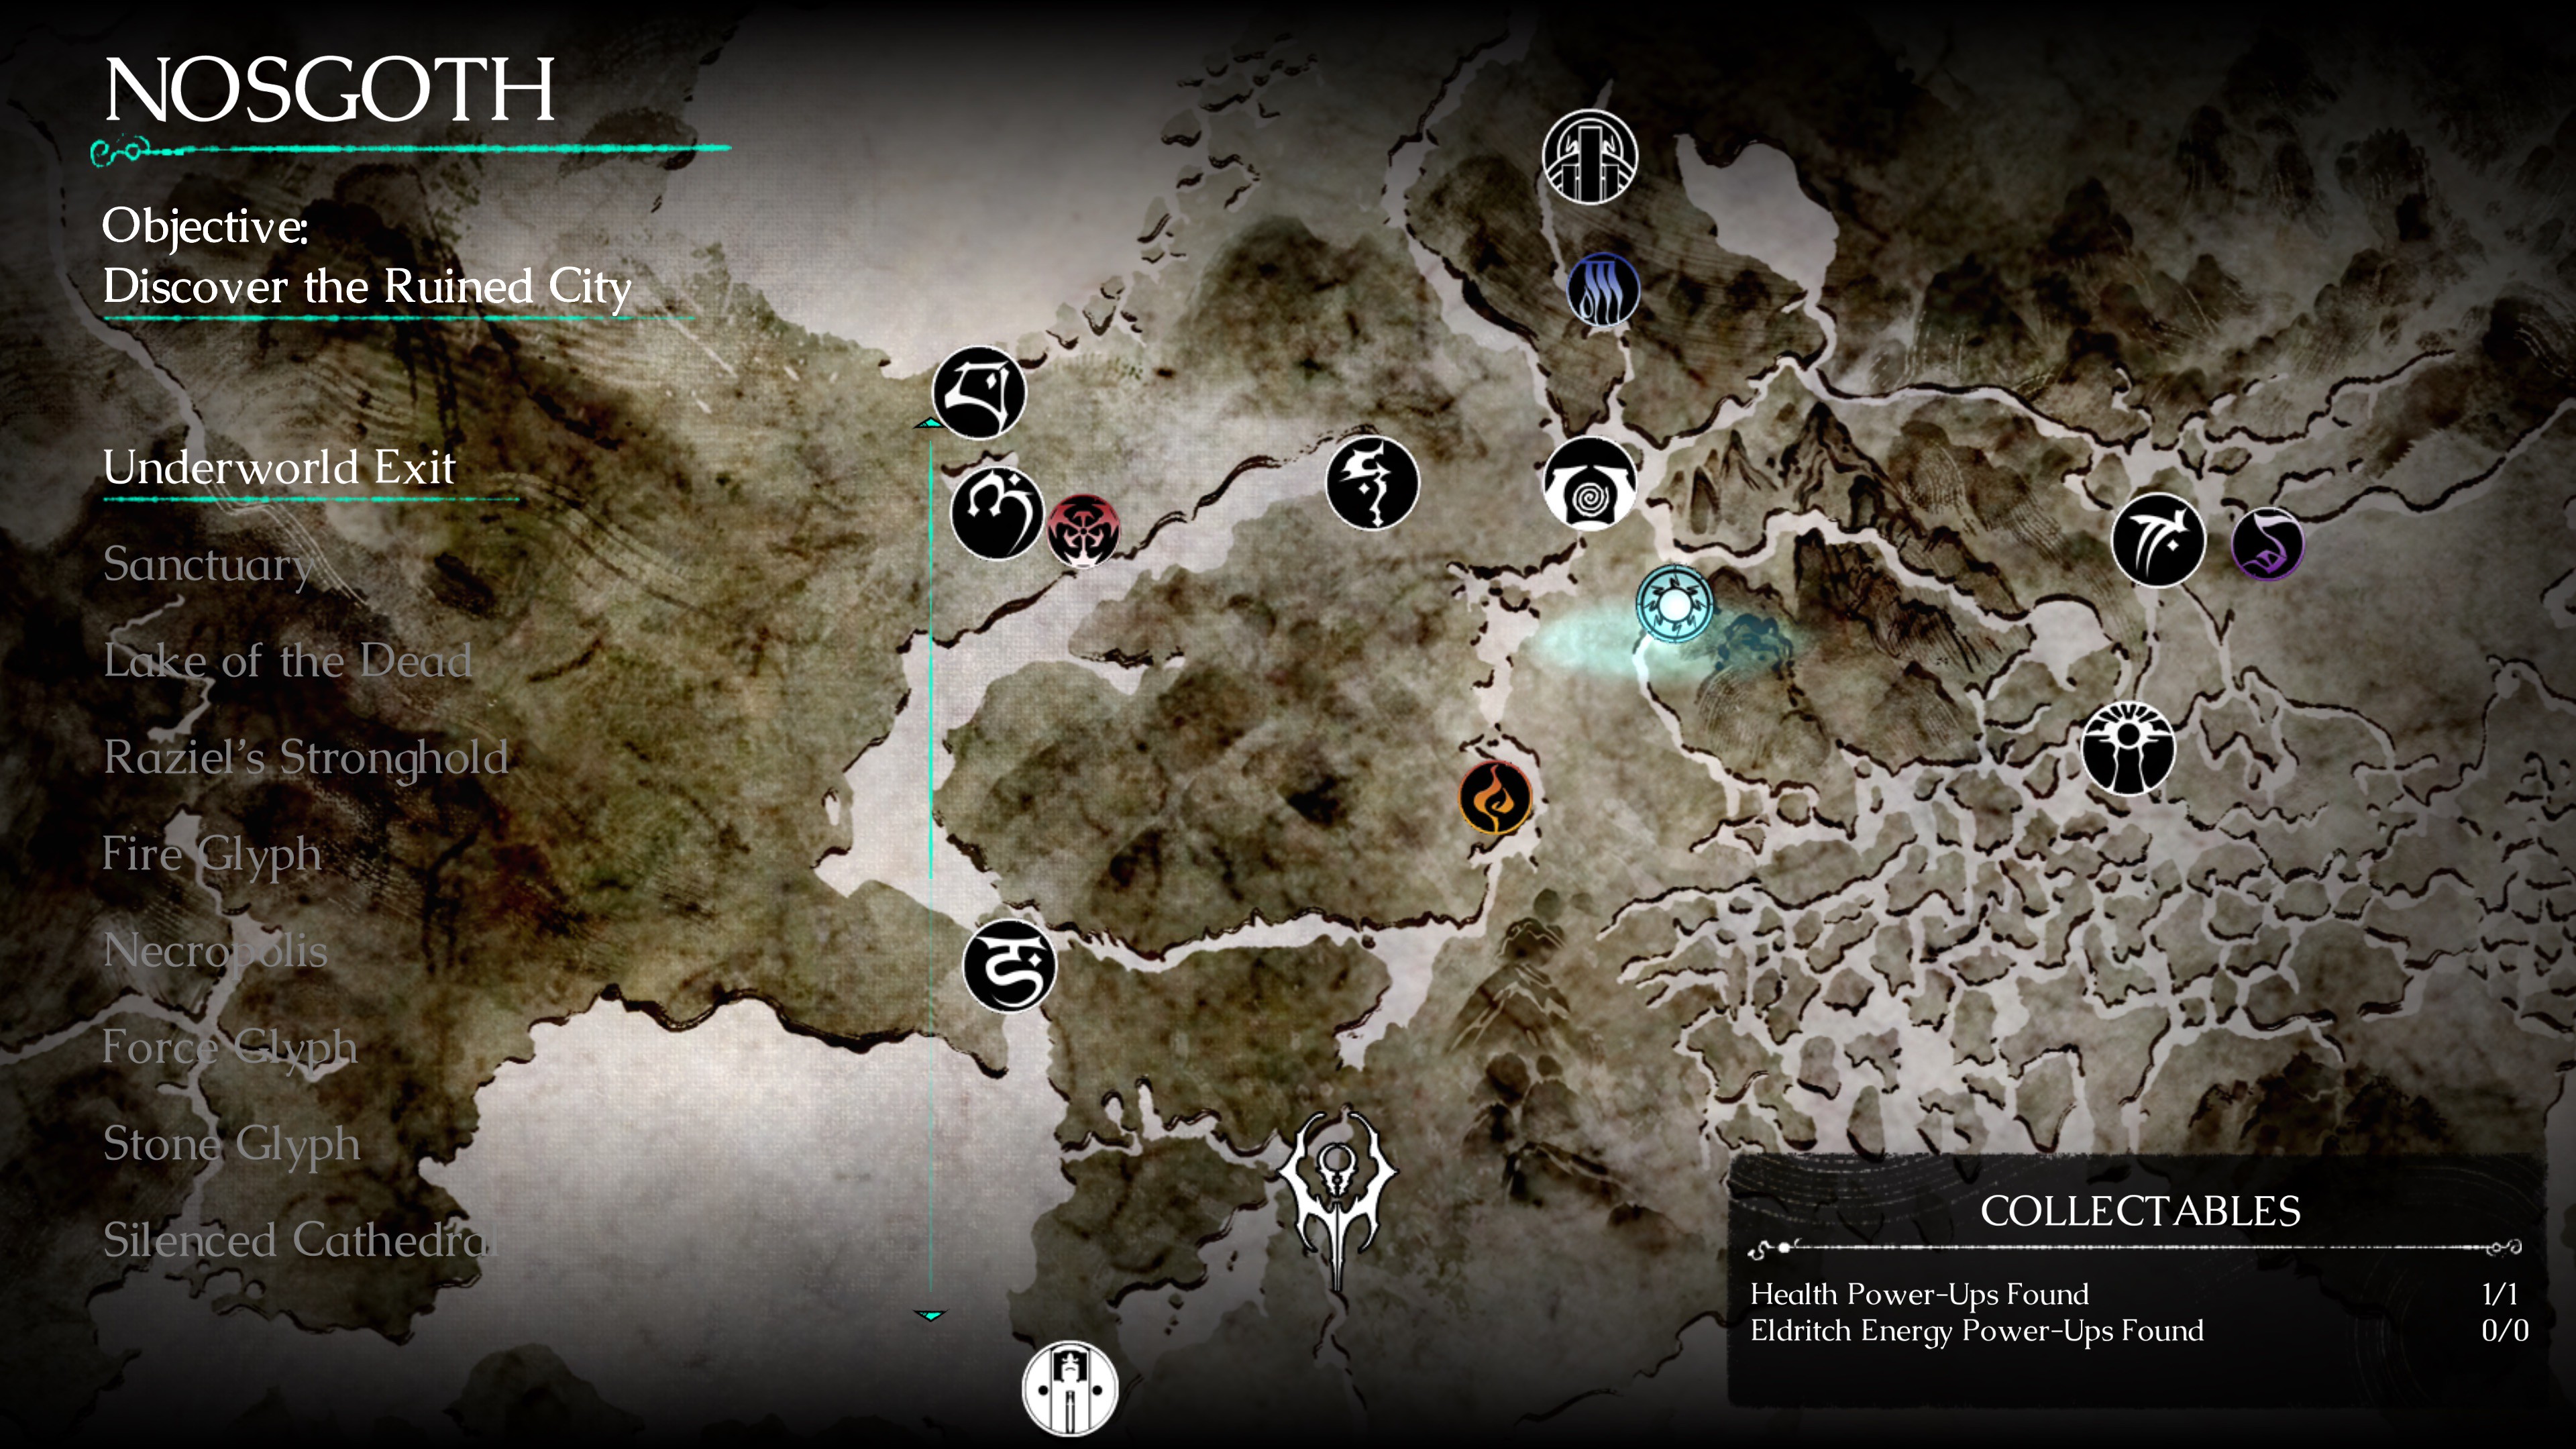 NOSGOTH
Objective:
Discover the Ruined City
Underworld Exit
Sanctuary
Lake of the Dead
Raziel's Stronghold
Fire Glyph
Necropolis
Force Glyph
Stone Glyph
Silenced Cathedral
COLLECTABLES
Health Power-Ups Found 1/1
Eldritch Energy Power-Ups Found 0/0